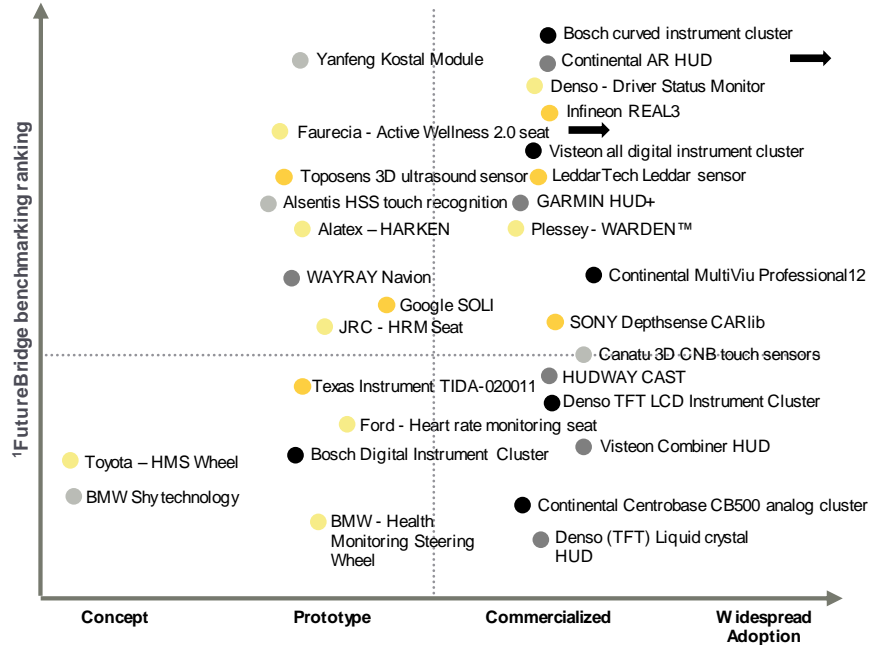 Bosch curved instrument cluster
Yanfeng Kostal Module
Continental AR HUD
Denso - Driver Status Monitor
Infineon REAL3
Faurecia - Active Wellness 2.0 seat
Visteon all digital instrument cluster
Toposens 3D ultrasound sensor
LeddarTech Leddar sensor
Alsentis HSS touch recognition
GARMIN HUD+
Alatex – HARKEN
Plessey - WARDEN™
WAYRAY Navion
Continental MultiViu Professional12
Google SOLI
JRC - HRM Seat
SONY Depthsense CARlib
Canatu 3D CNB touch sensors
HUDWAY CAST
Texas Instrument TIDA-020011
Denso TFT LCD Instrument Cluster
Ford - Heart rate monitoring seat
Visteon Combiner HUD
Bosch Digital Instrument Cluster
Toyota – HMS Wheel
BMW Shy technology
Continental Centrobase CB500 analog cluster
BMW - Health
Monitoring Steering
Wheel
Denso (TFT) Liquid crystal
HUD
¹FutureBridge benchmarking ranking
Concept
Prototype
Commercialized
Widespread
Adoption